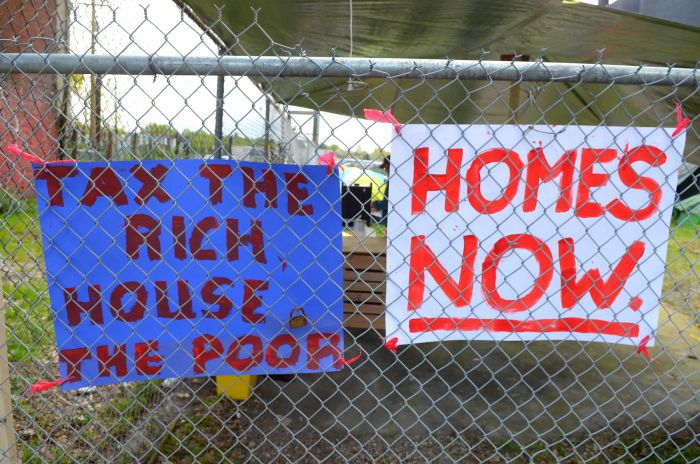 TAX THE
RICH,
HOUSE
THE POOR
HOMES
NOW.